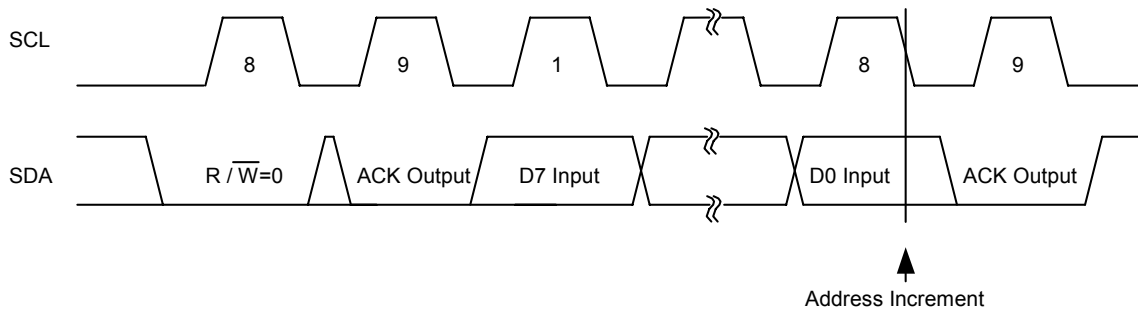 SCL
8 9 1 8 9
SDA
R / W̅=0 ACK Output D7 Input D0 Input ACK Output
Address Increment